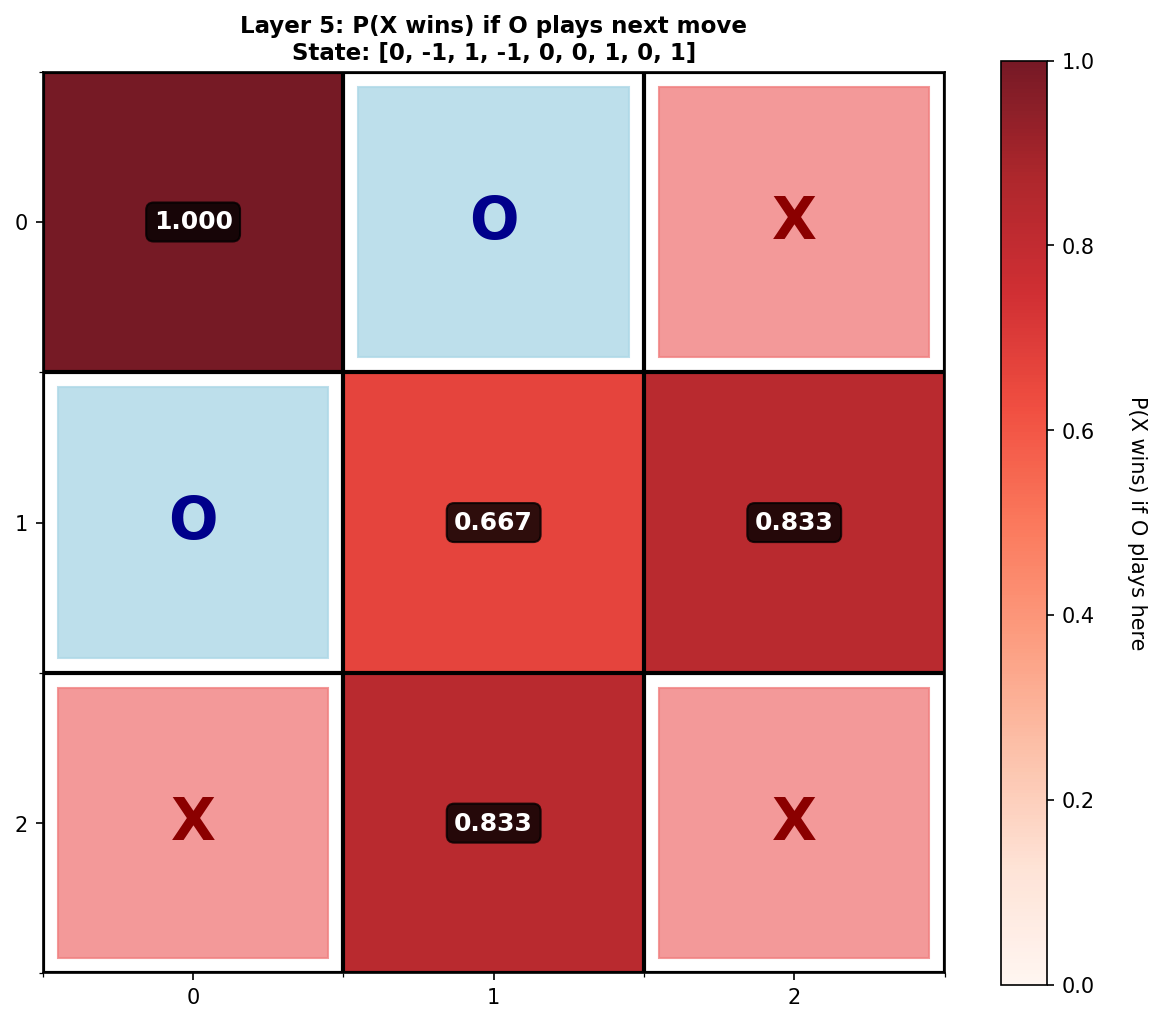 Layer 5: P(X wins) if O plays next move
State: [0, -1, 1, -1, 0, 0, 1, 0, 1]
0
1.000
O
X
1
O
0.667
0.833
2
X
0.833
X
0
1
2
1.0
0.8
0.6
0.4
0.2
0.0
P(X wins) if O plays here